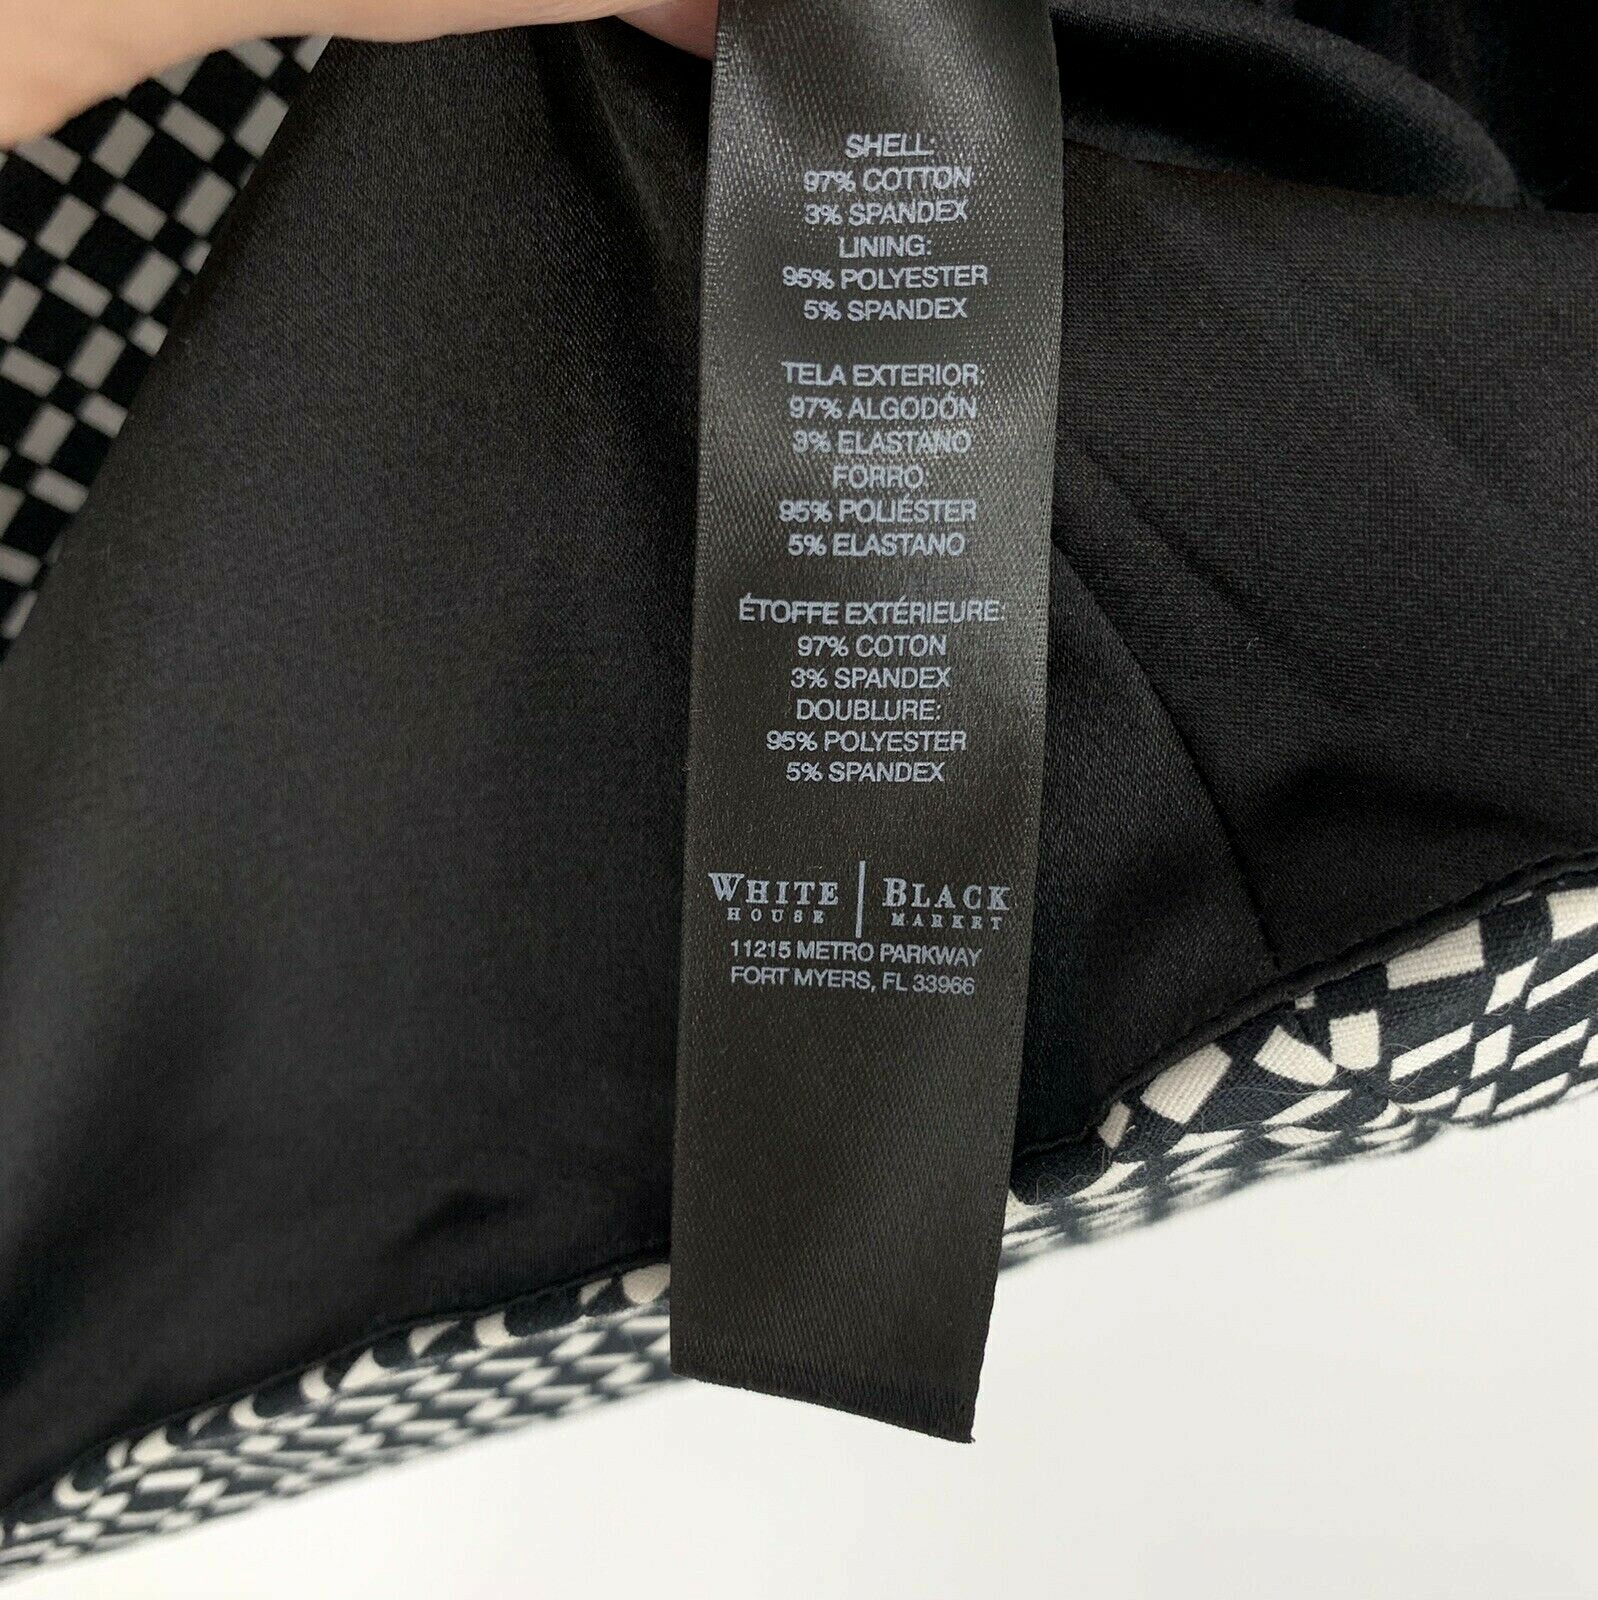 SHELL:
97% COTTON
3% SPANDEX
LINING:
95% POLYESTER
5% SPANDEX
TELA EXTERIOR:
97% ALGODÓN
3% ELASTANO
FORRO:
95% POLIÉSTER
5% ELASTANO
ÉTOFFE EXTÉRIEURE:
97% COTON
3% SPANDEX
DOUBLURE:
95% POLYESTER
5% SPANDEX
WHITE | BLACK
HOUSE MARKET
11215 METRO PARKWAY
FORT MYERS, FL 33966